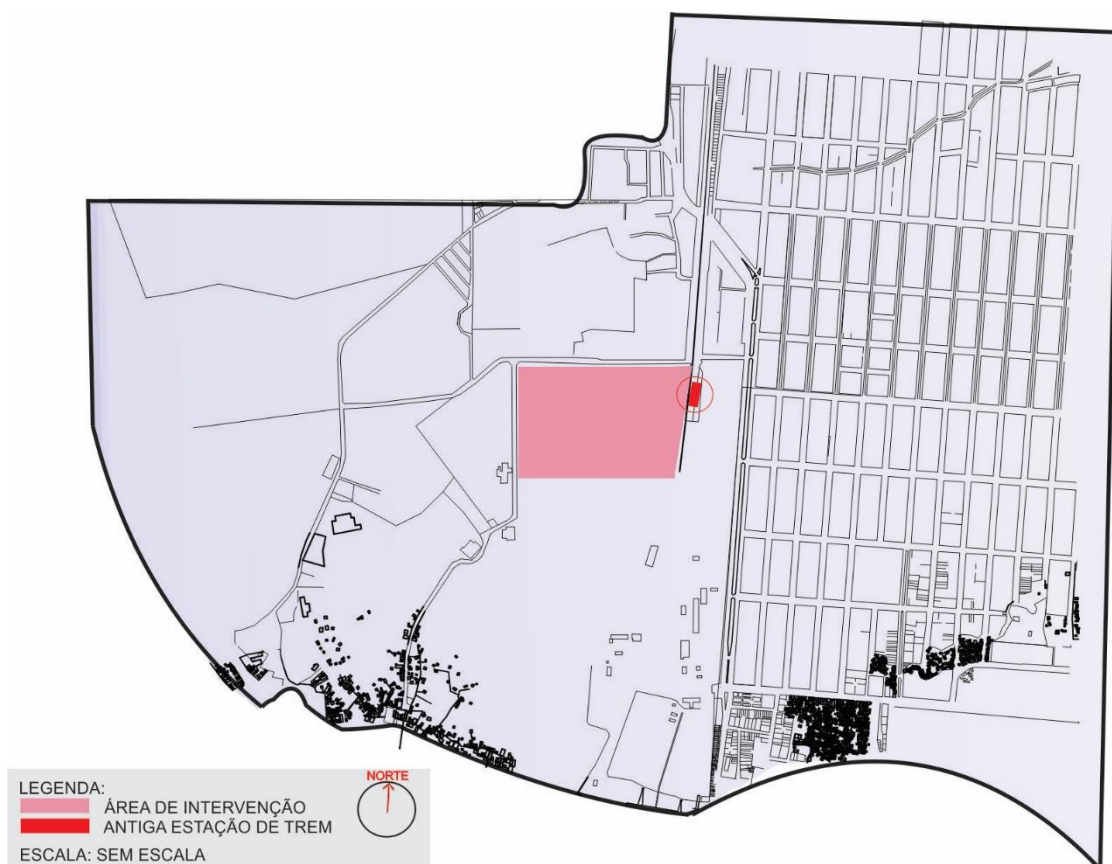 LEGENDA:
NORTE
ÁREA DE INTERVENÇÃO
ANTIGA ESTAÇÃO DE TREM
ESCALA: SEM ESCALA